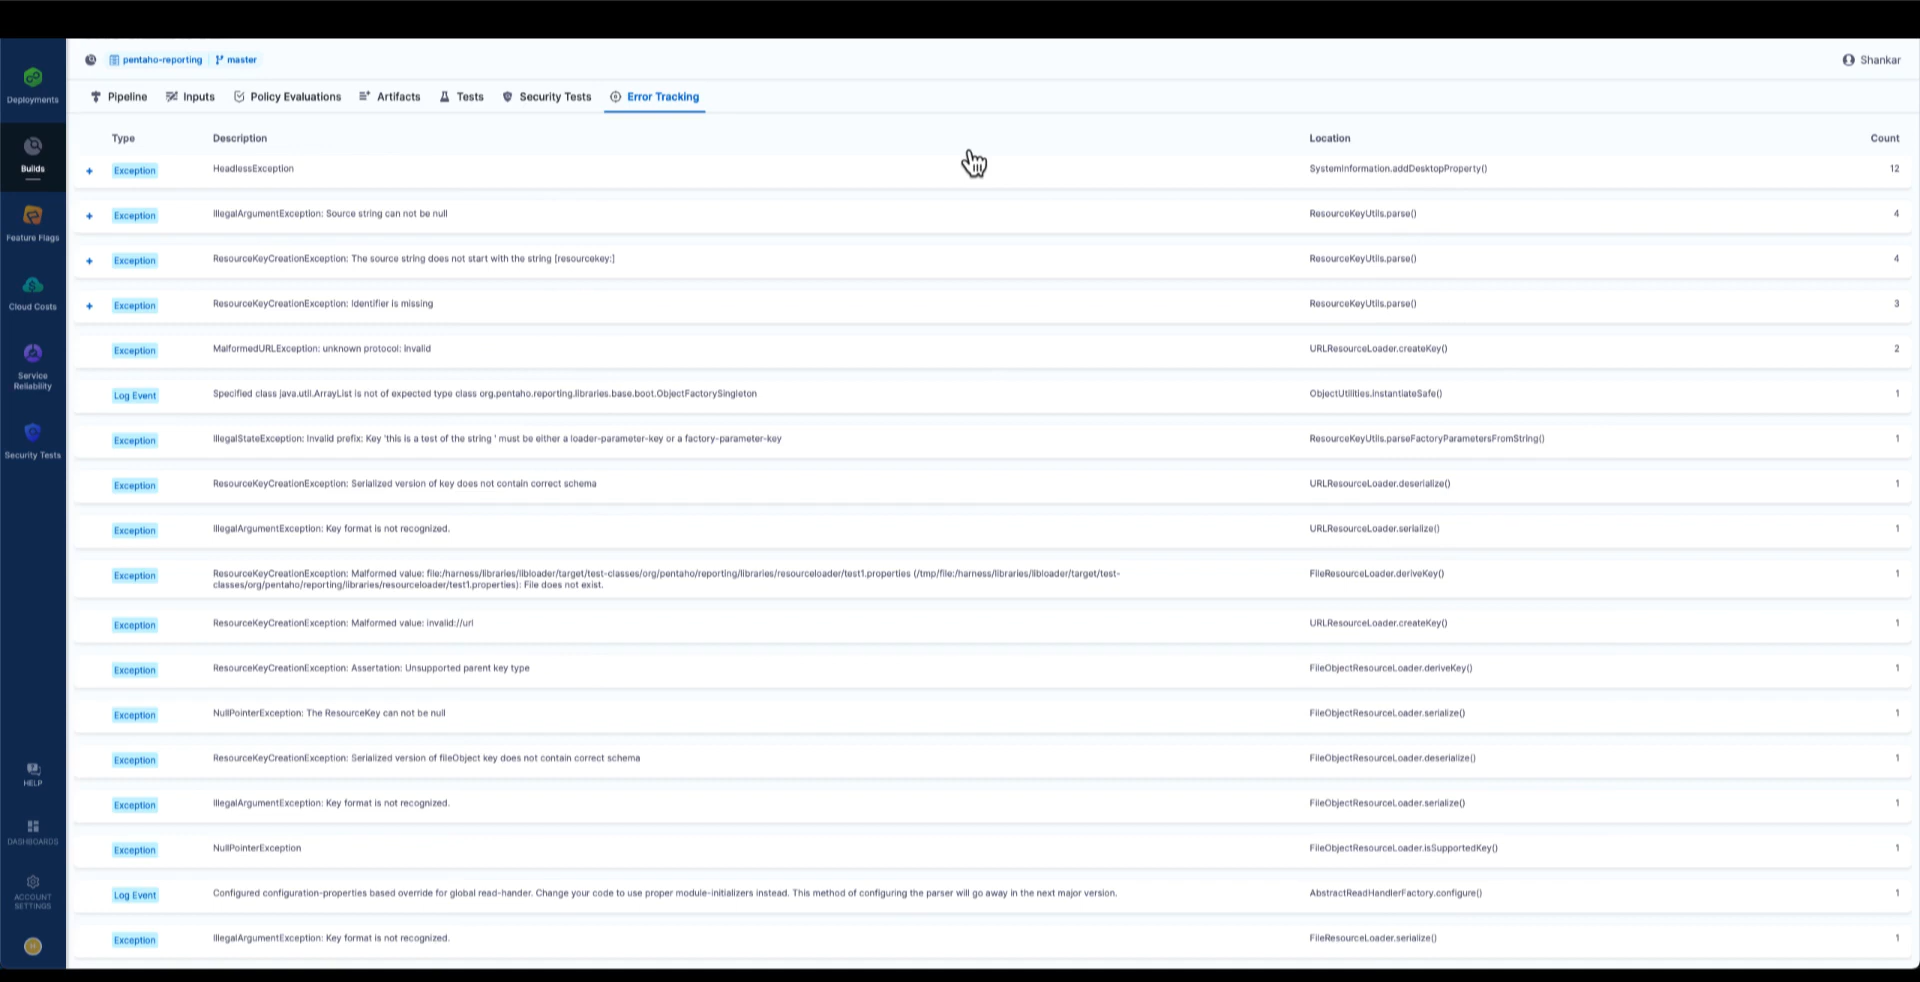 pentaho-reporting
master
Shankar
Deployments
Builds
Feature Flags
Cloud Costs
Service
Reliability
Security Tests
HELP
DASHBOARDS
ACCOUNT
SETTINGS
Pipeline Inputs Policy Evaluations Artifacts Tests Security Tests Error Tracking
Type Description Location Count
+ Exception HeadlessException SystemInformation.addDesktopProperty() 12
+ Exception IllegalArgumentException: Source string can not be null ResourceKeyUtils.parse() 4
+ Exception ResourceKeyCreationException: The source string does not start with the string [resourcekey:] ResourceKeyUtils.parse() 4
+ Exception ResourceKeyCreationException: Identifier is missing ResourceKeyUtils.parse() 3
Exception MalformedURLException: unknown protocol: invalid URLResourceLoader.createKey() 2
Log Event Specified class java.util.ArrayList is not of expected type class org.pentaho.reporting.libraries.base.boot.ObjectFactorySingleton ObjectUtilities.instantiateSafe() 1
Exception IllegalStateException: Invalid prefix: Key 'this is a test of the string ' must be either a loader-parameter-key or a factory-parameter-key ResourceKeyUtils.parseFactoryParametersFromString() 1
Exception ResourceKeyCreationException: Serialized version of key does not contain correct schema URLResourceLoader.deserialize() 1
Exception IllegalArgumentException: Key format is not recognized. URLResourceLoader.serialize() 1
Exception ResourceKeyCreationException: Malformed value: file:/harness/libraries/libloader/target/test-classes/org/pentaho/reporting/libraries/resourceloader/test1.properties (/tmp/file:/harness/libraries/libloader/target/test- FileResourceLoader.deriveKey() 1
classes/org/pentaho/reporting/libraries/resourceloader/test1.properties): File does not exist.
Exception ResourceKeyCreationException: Malformed value: invalid://url URLResourceLoader.createKey() 1
Exception ResourceKeyCreationException: Assertation: Unsupported parent key type FileObjectResourceLoader.deriveKey() 1
Exception NullPointerException: The ResourceKey can not be null FileObjectResourceLoader.serialize() 1
Exception ResourceKeyCreationException: Serialized version of fileObject key does not contain correct schema FileObjectResourceLoader.deserialize() 1
Exception IllegalArgumentException: Key format is not recognized. FileObjectResourceLoader.serialize() 1
Exception NullPointerException FileObjectResourceLoader.isSupportedKey() 1
Log Event Configured configuration-properties based override for global read-hander. Change your code to use proper module-initializers instead. This method of configuring the parser will go away in the next major version. AbstractReadHandlerFactory.configure() 1
Exception IllegalArgumentException: Key format is not recognized. FileResourceLoader.serialize() 1